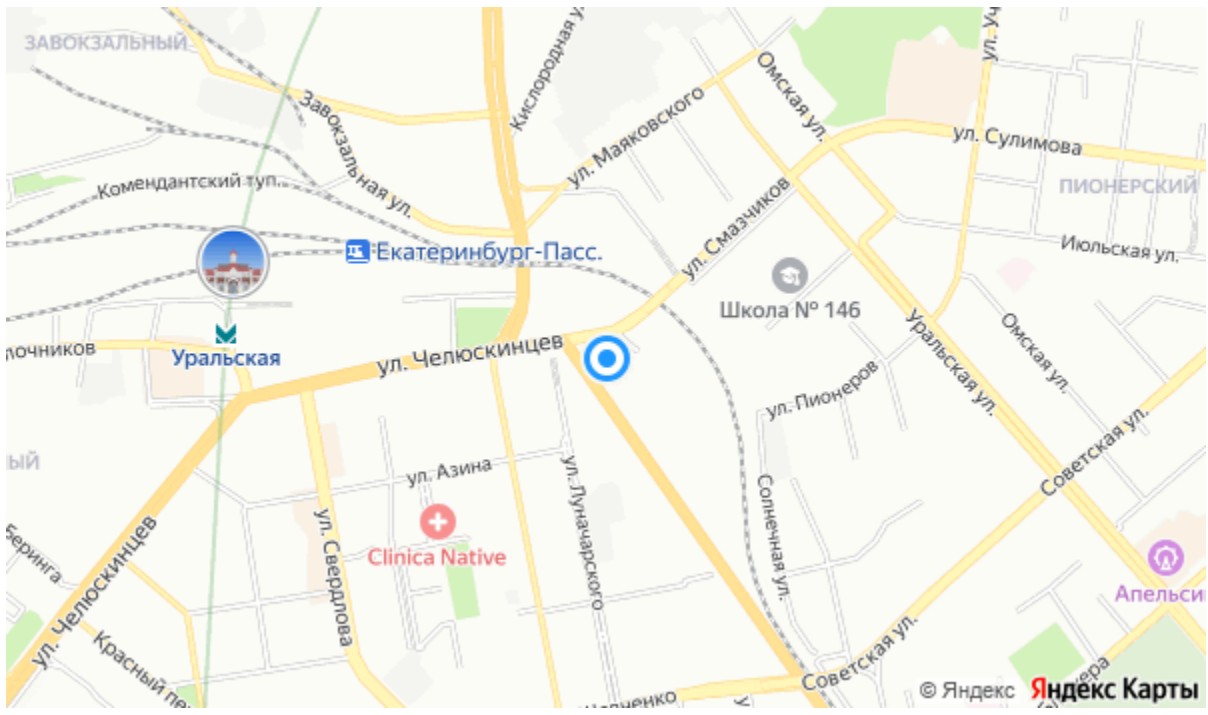 ЗАВОКЗАЛЬНЫЙ
Кислородная у
Омская ул.
ул. Уч
Завокзальная ул.
ул. Маяковского
ул. Сулимова
Комендантский туп..
ПИОНЕРСКИЙ
ул. Смазчиков
Екатеринбург-Пасс.
Июльская ул.
Школа № 146
Уральская
лочников
ул. Челюскинцев
Уральская ул.
Омская ул.
ул. Пионеров
ЫЙ
ул. Азина
ул. Луначарского
Солнечная ул.
Советская ул.
Clinica Native
ул. Свердлова
Беринга
ул. Челюскинцев
Апельси
Красный пе
Советская ул.
© Яндекс Яндекс Карты